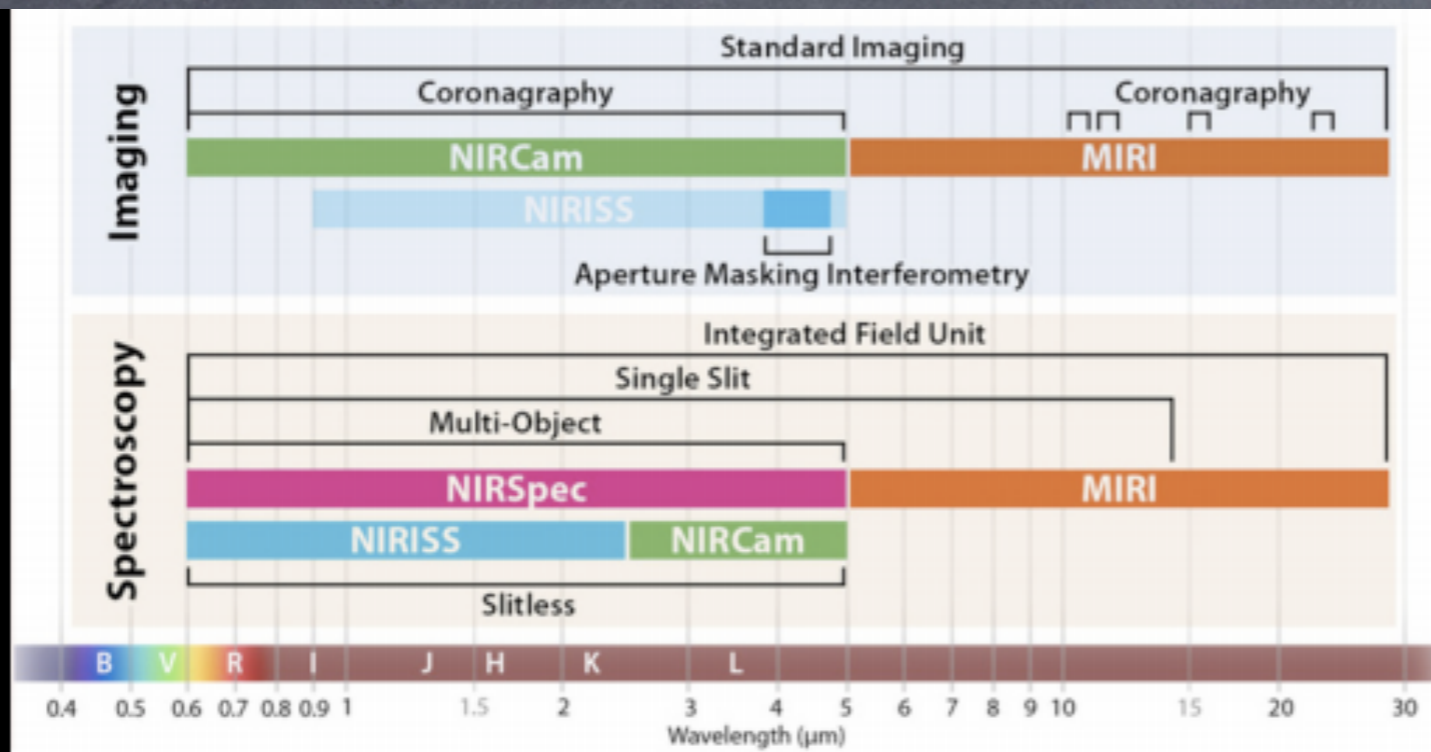 Imaging
Standard Imaging
Coronagraphy
Coronagraphy
NIRCam
MIRI
NIRISS
Aperture Masking Interferometry
Spectroscopy
Integrated Field Unit
Single Slit
Multi-Object
NIRSpec
MIRI
NIRISS
NIRCam
Slitless
B V R I J H K L
0.4 0.5 0.6 0.7 0.8 0.9 1 1.5 2 3 4 5 6 7 8 9 10 15 20 30
Wavelength (μm)